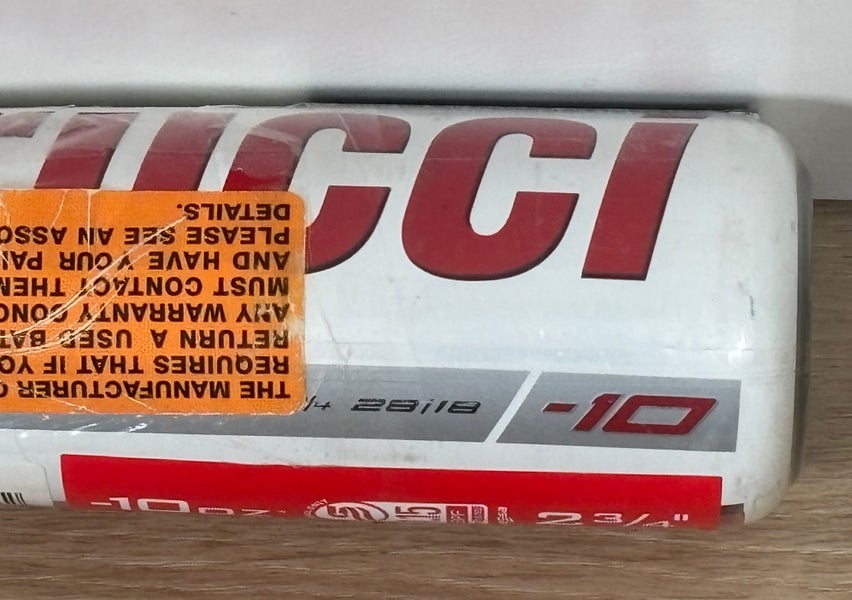 ucci
THE MANUFACTURER
REQUIRES THAT IF YO
RETURN A USED BAT
ANY WARRANTY CONC
MUST CONTACT THEM
AND HAVE YOUR PA
PLEASE SEE AN ASSO
DETAILS.
/4 28|18
-10
-10 OZ. 2 3/4"